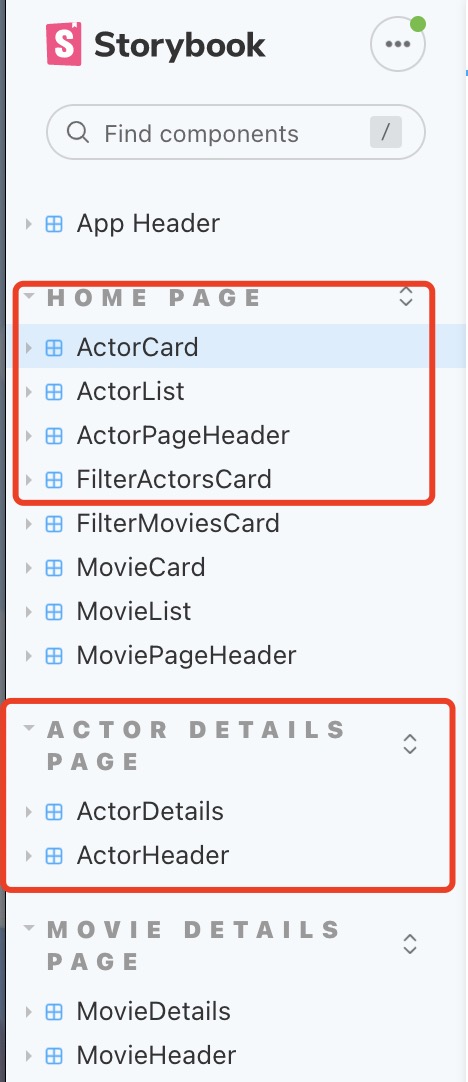 Storybook
Find components /
App Header
HOME PAGE
ActorCard
ActorList
ActorPageHeader
FilterActorsCard
FilterMoviesCard
MovieCard
MovieList
MoviePageHeader
ACTOR DETAILS
PAGE
ActorDetails
ActorHeader
MOVIE DETAILS
PAGE
MovieDetails
MovieHeader